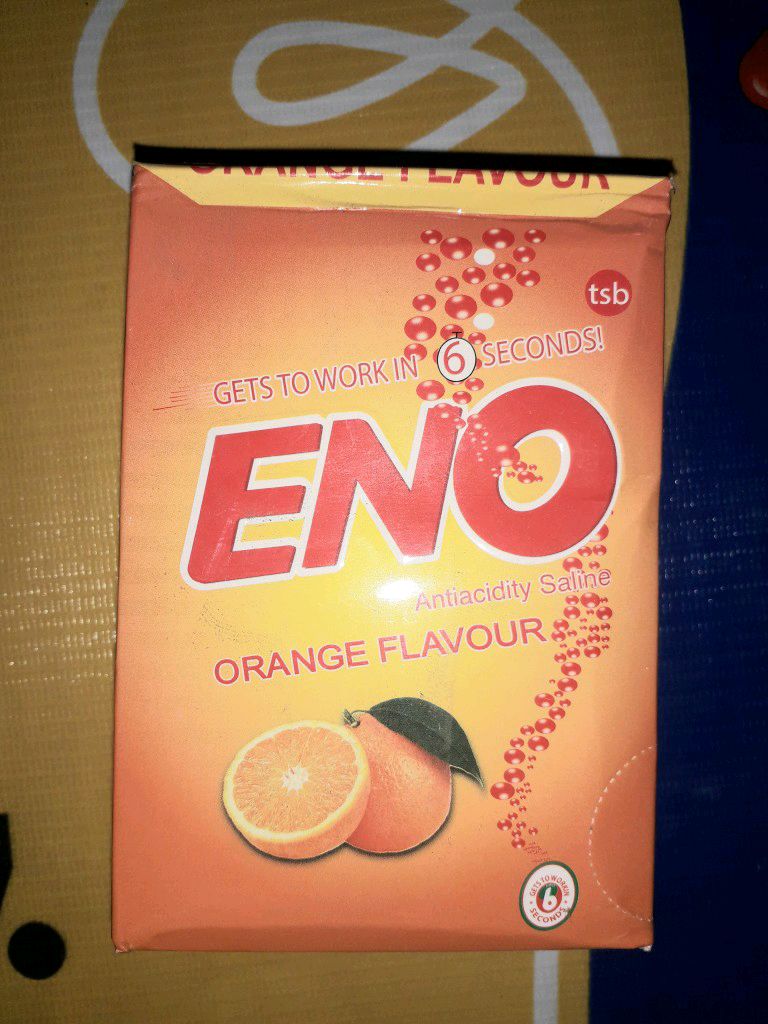 ORANGE FLAVOUR
tsb
GETS TO WORK IN 6 SECONDS!
ENO
Antiacidity Saline
ORANGE FLAVOUR
GETS TO WORK IN
6
SECONDS